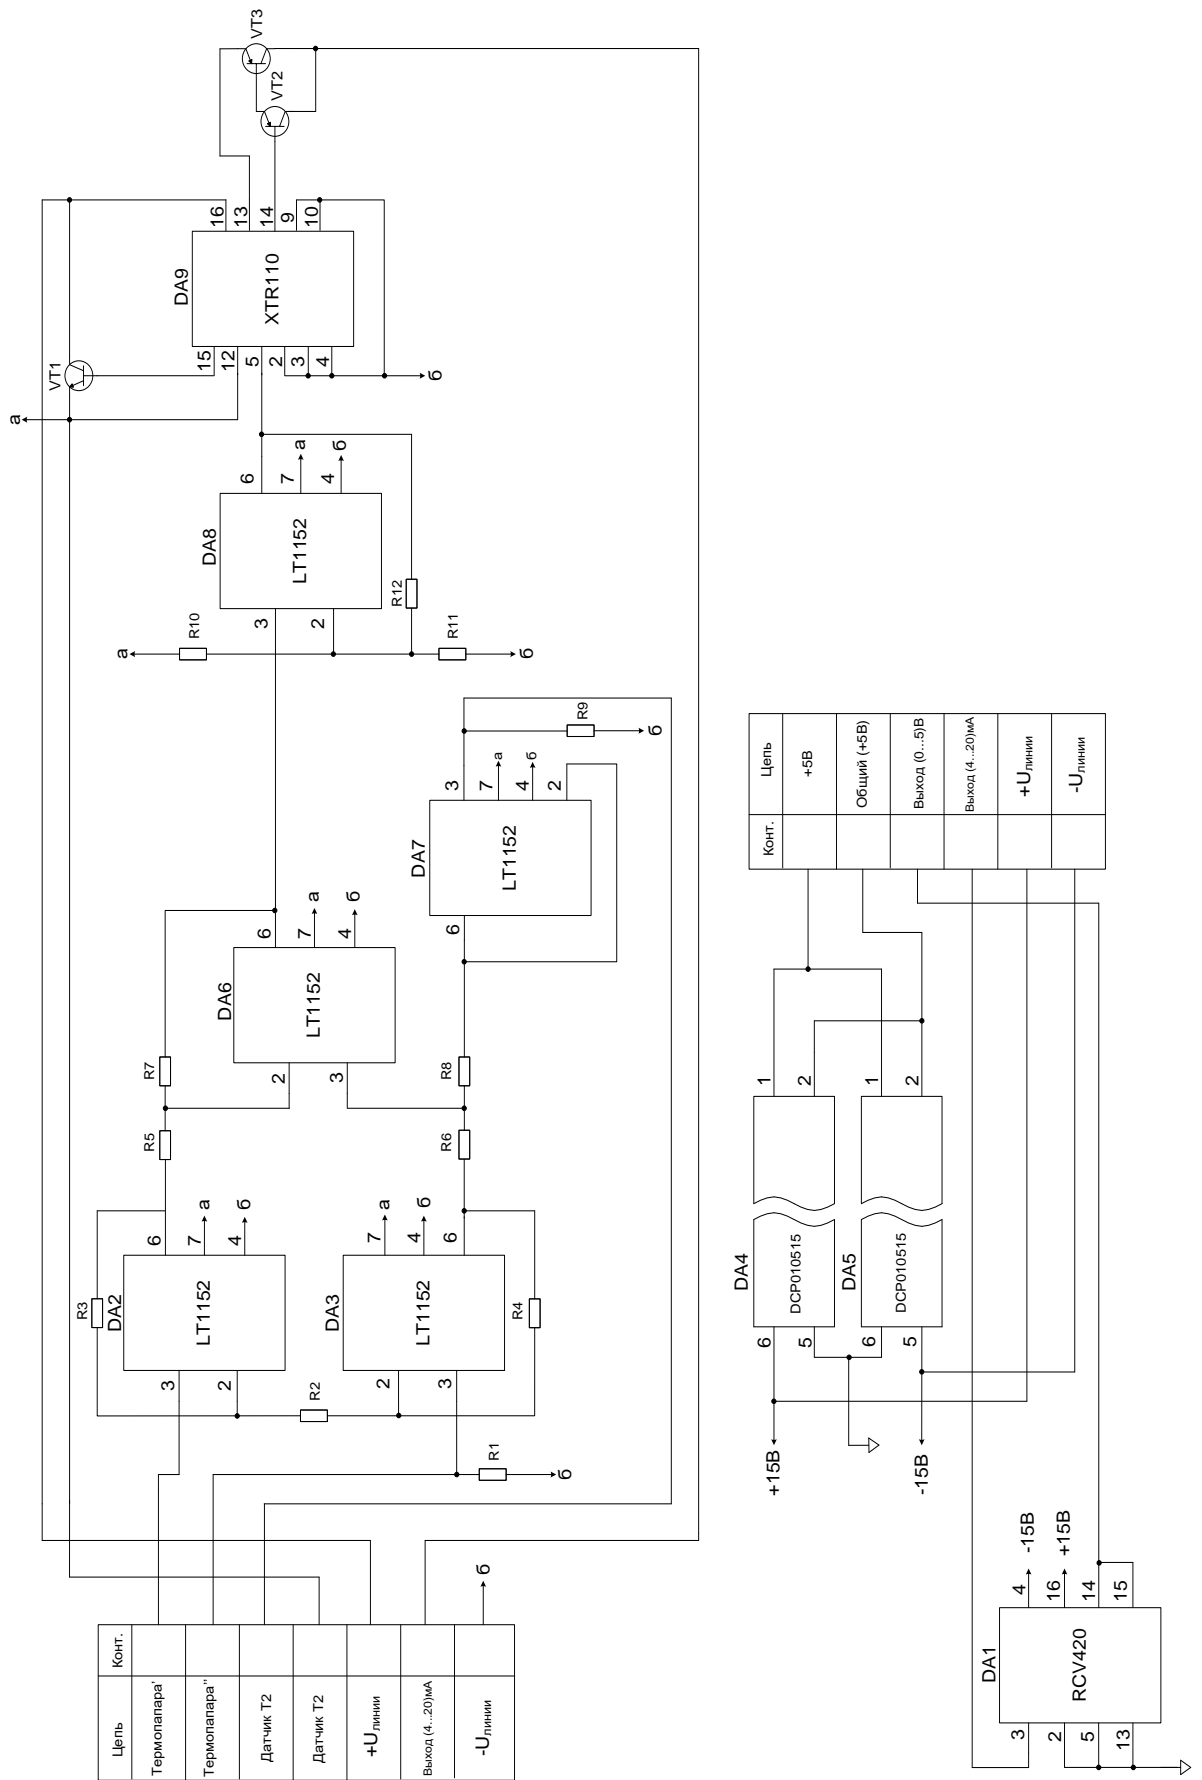 VT3
VT2
16
13
14
9
10
DA9
XTR110
15
12
5
2
3
4
VT1
а
б
6
7
а
4
б
DA8
LT1152
3
2
R12
R10
R11
а
б
R9
б
3
7
а
4
б
2
DA7
LT1152
6
6
7
а
4
б
DA6
LT1152
2
3
R7
R8
R5
R6
6
7
а
4
б
R3
DA2
LT1152
3
2
7
а
4
б
6
DA3
LT1152
R4
2
3
R2
R1
б
б
Цепь
Конт.
Термопапара'
Термопапара''
Датчик Т2
Датчик Т2
+Uлинии
Выход (4...20)мА
-Uлинии
Конт.
Цепь
+5В
Общий (+5В)
Выход (0...5)В
Выход (4...20)мА
+Uлинии
-Uлинии
1
2
1
2
DA4
DCP010515
DA5
DCP010515
6
5
6
5
+15В
-15В
4
-15В
16
+15В
14
15
DA1
RCV420
3
2
5
13